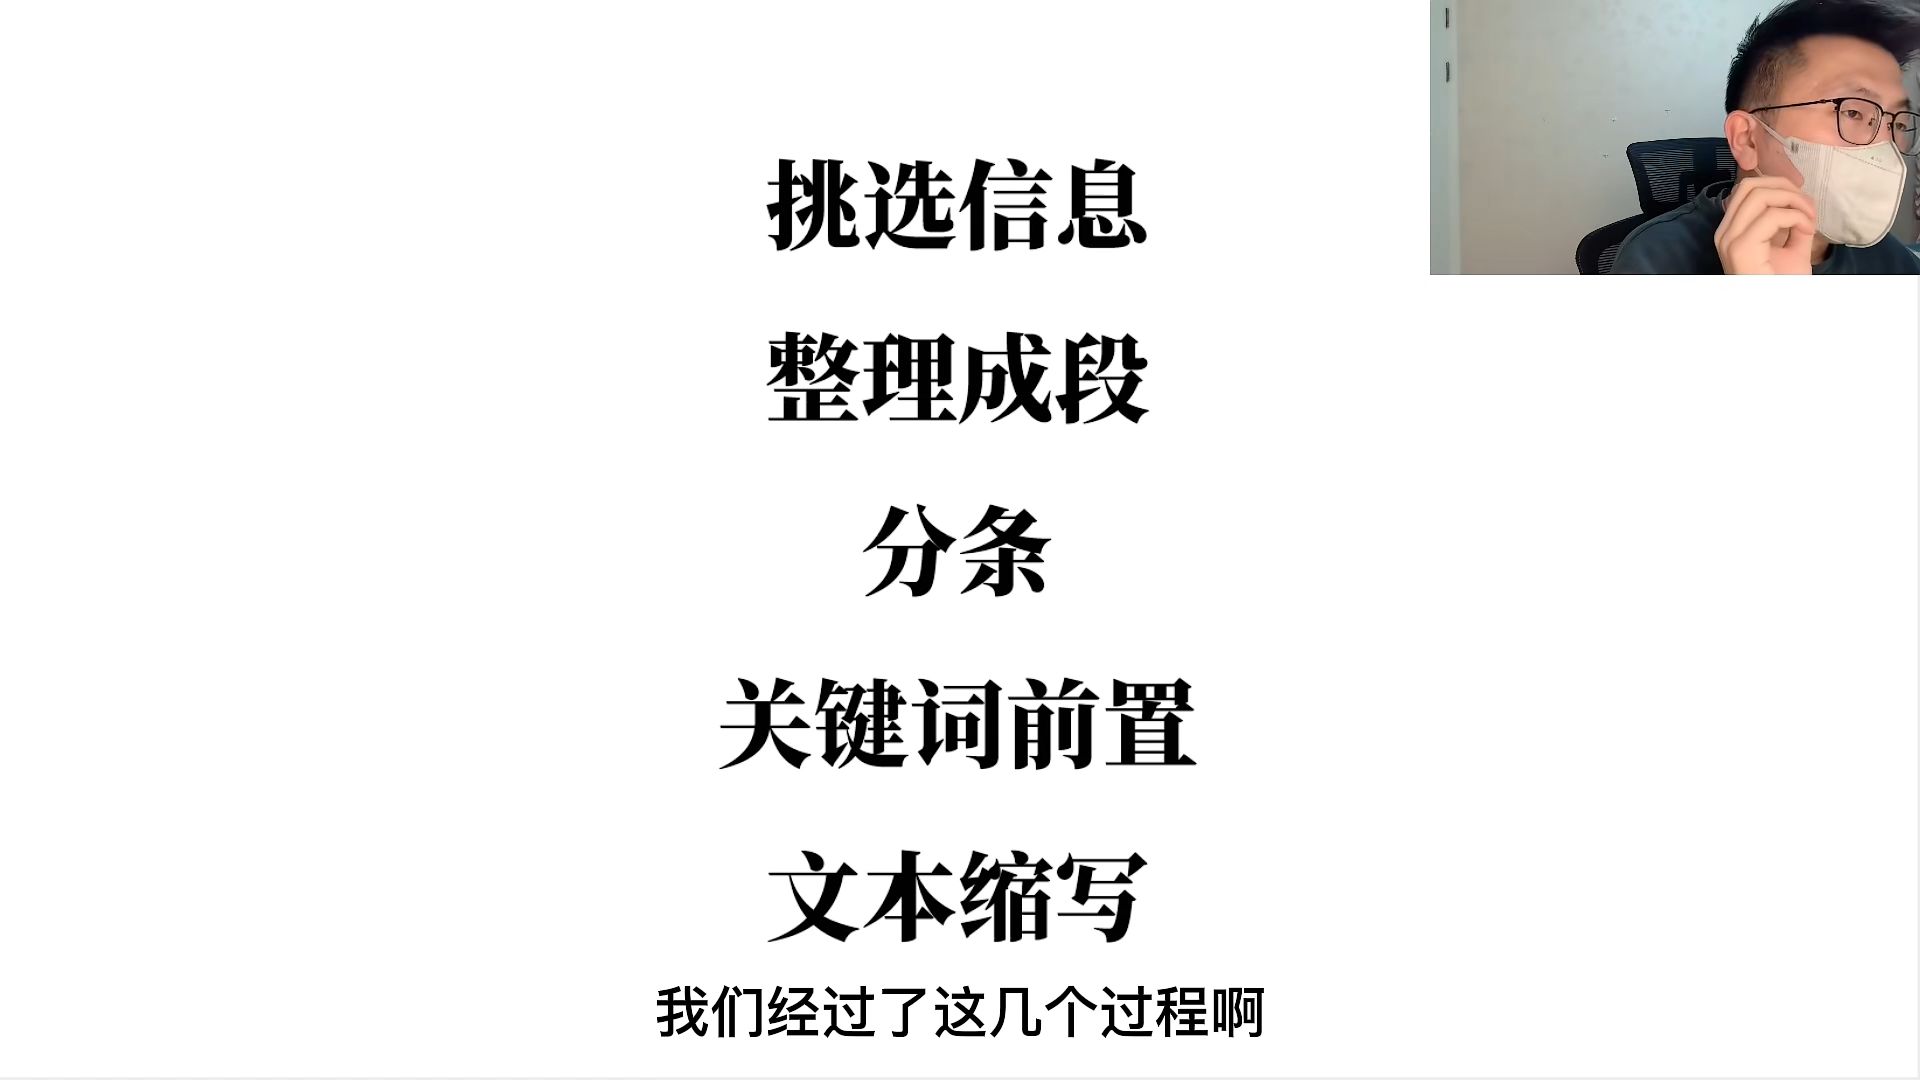 挑选信息
整理成段
分条
关键词前置
文本缩写
我们经过了这几个过程啊